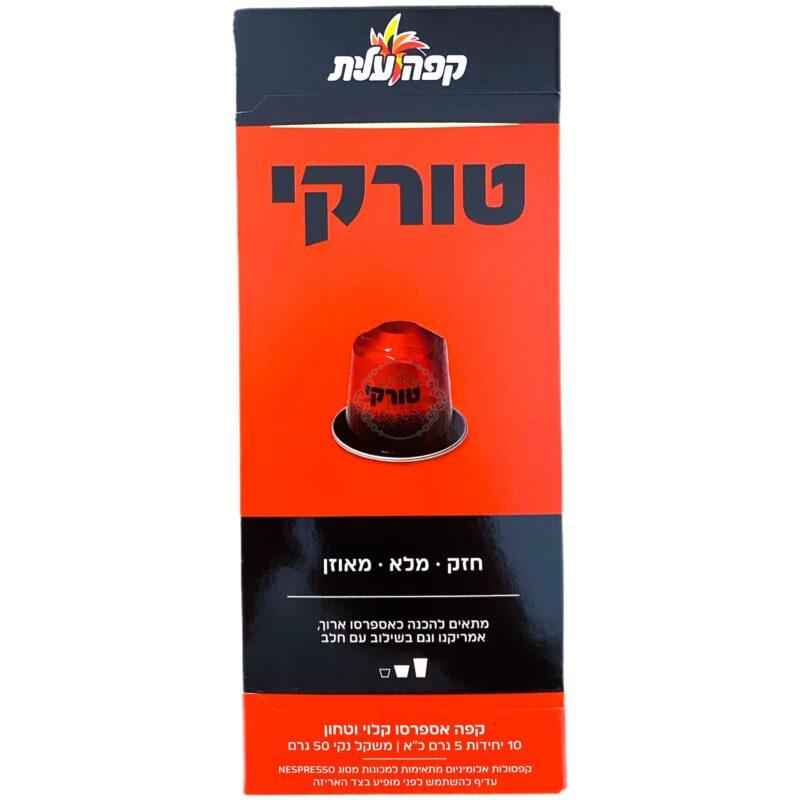 קפה עלית
טורקי
טורקי
חזק · מלא · מאוזן
מתאים להכנה כאספרסו ארוך,
אמריקנו וגם בשילוב עם חלב
קפה אספרסו קלוי וטחון
10 יחידות 5 גרם כ"א | משקל נקי 50 גרם
קפסולות אלומיניום מתאימות למכונות מסוג NESPRESSO
עדיף להשתמש לפני מופיע בצד האריזה